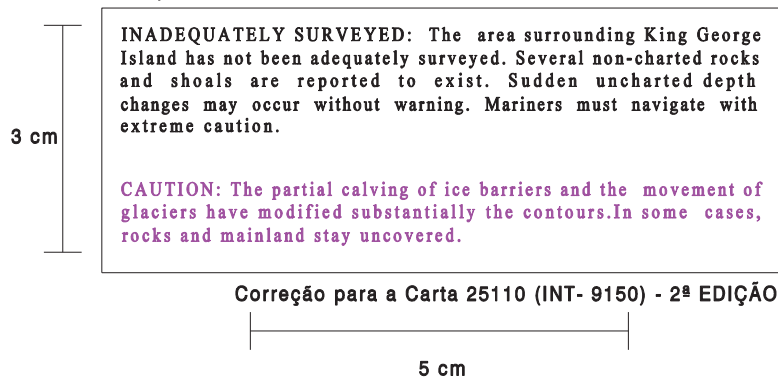 INADEQUATELY SURVEYED: The area surrounding King George
Island has not been adequately surveyed. Several non-charted rocks
and shoals are reported to exist. Sudden uncharted depth
changes may occur without warning. Mariners must navigate with
extreme caution.
3 cm
CAUTION: The partial calving of ice barriers and the movement of
glaciers have modified substantially the contours.In some cases,
rocks and mainland stay uncovered.
Correção para a Carta 25110 (INT- 9150) - 2ª EDIÇÃO
5 cm